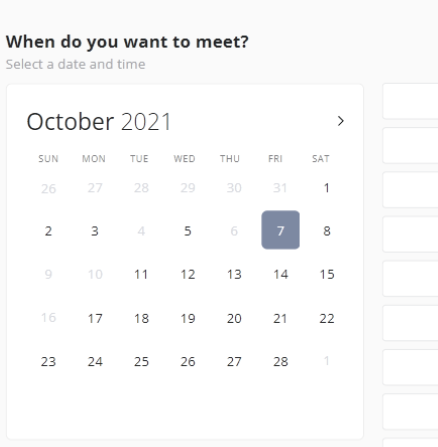 When do you want to meet?
Select a date and time
October 2021
SUN MON TUE WED THU FRI SAT
26 27 28 29 30 31 1
2 3 4 5 6 7 8
9 10 11 12 13 14 15
16 17 18 19 20 21 22
23 24 25 26 27 28 1